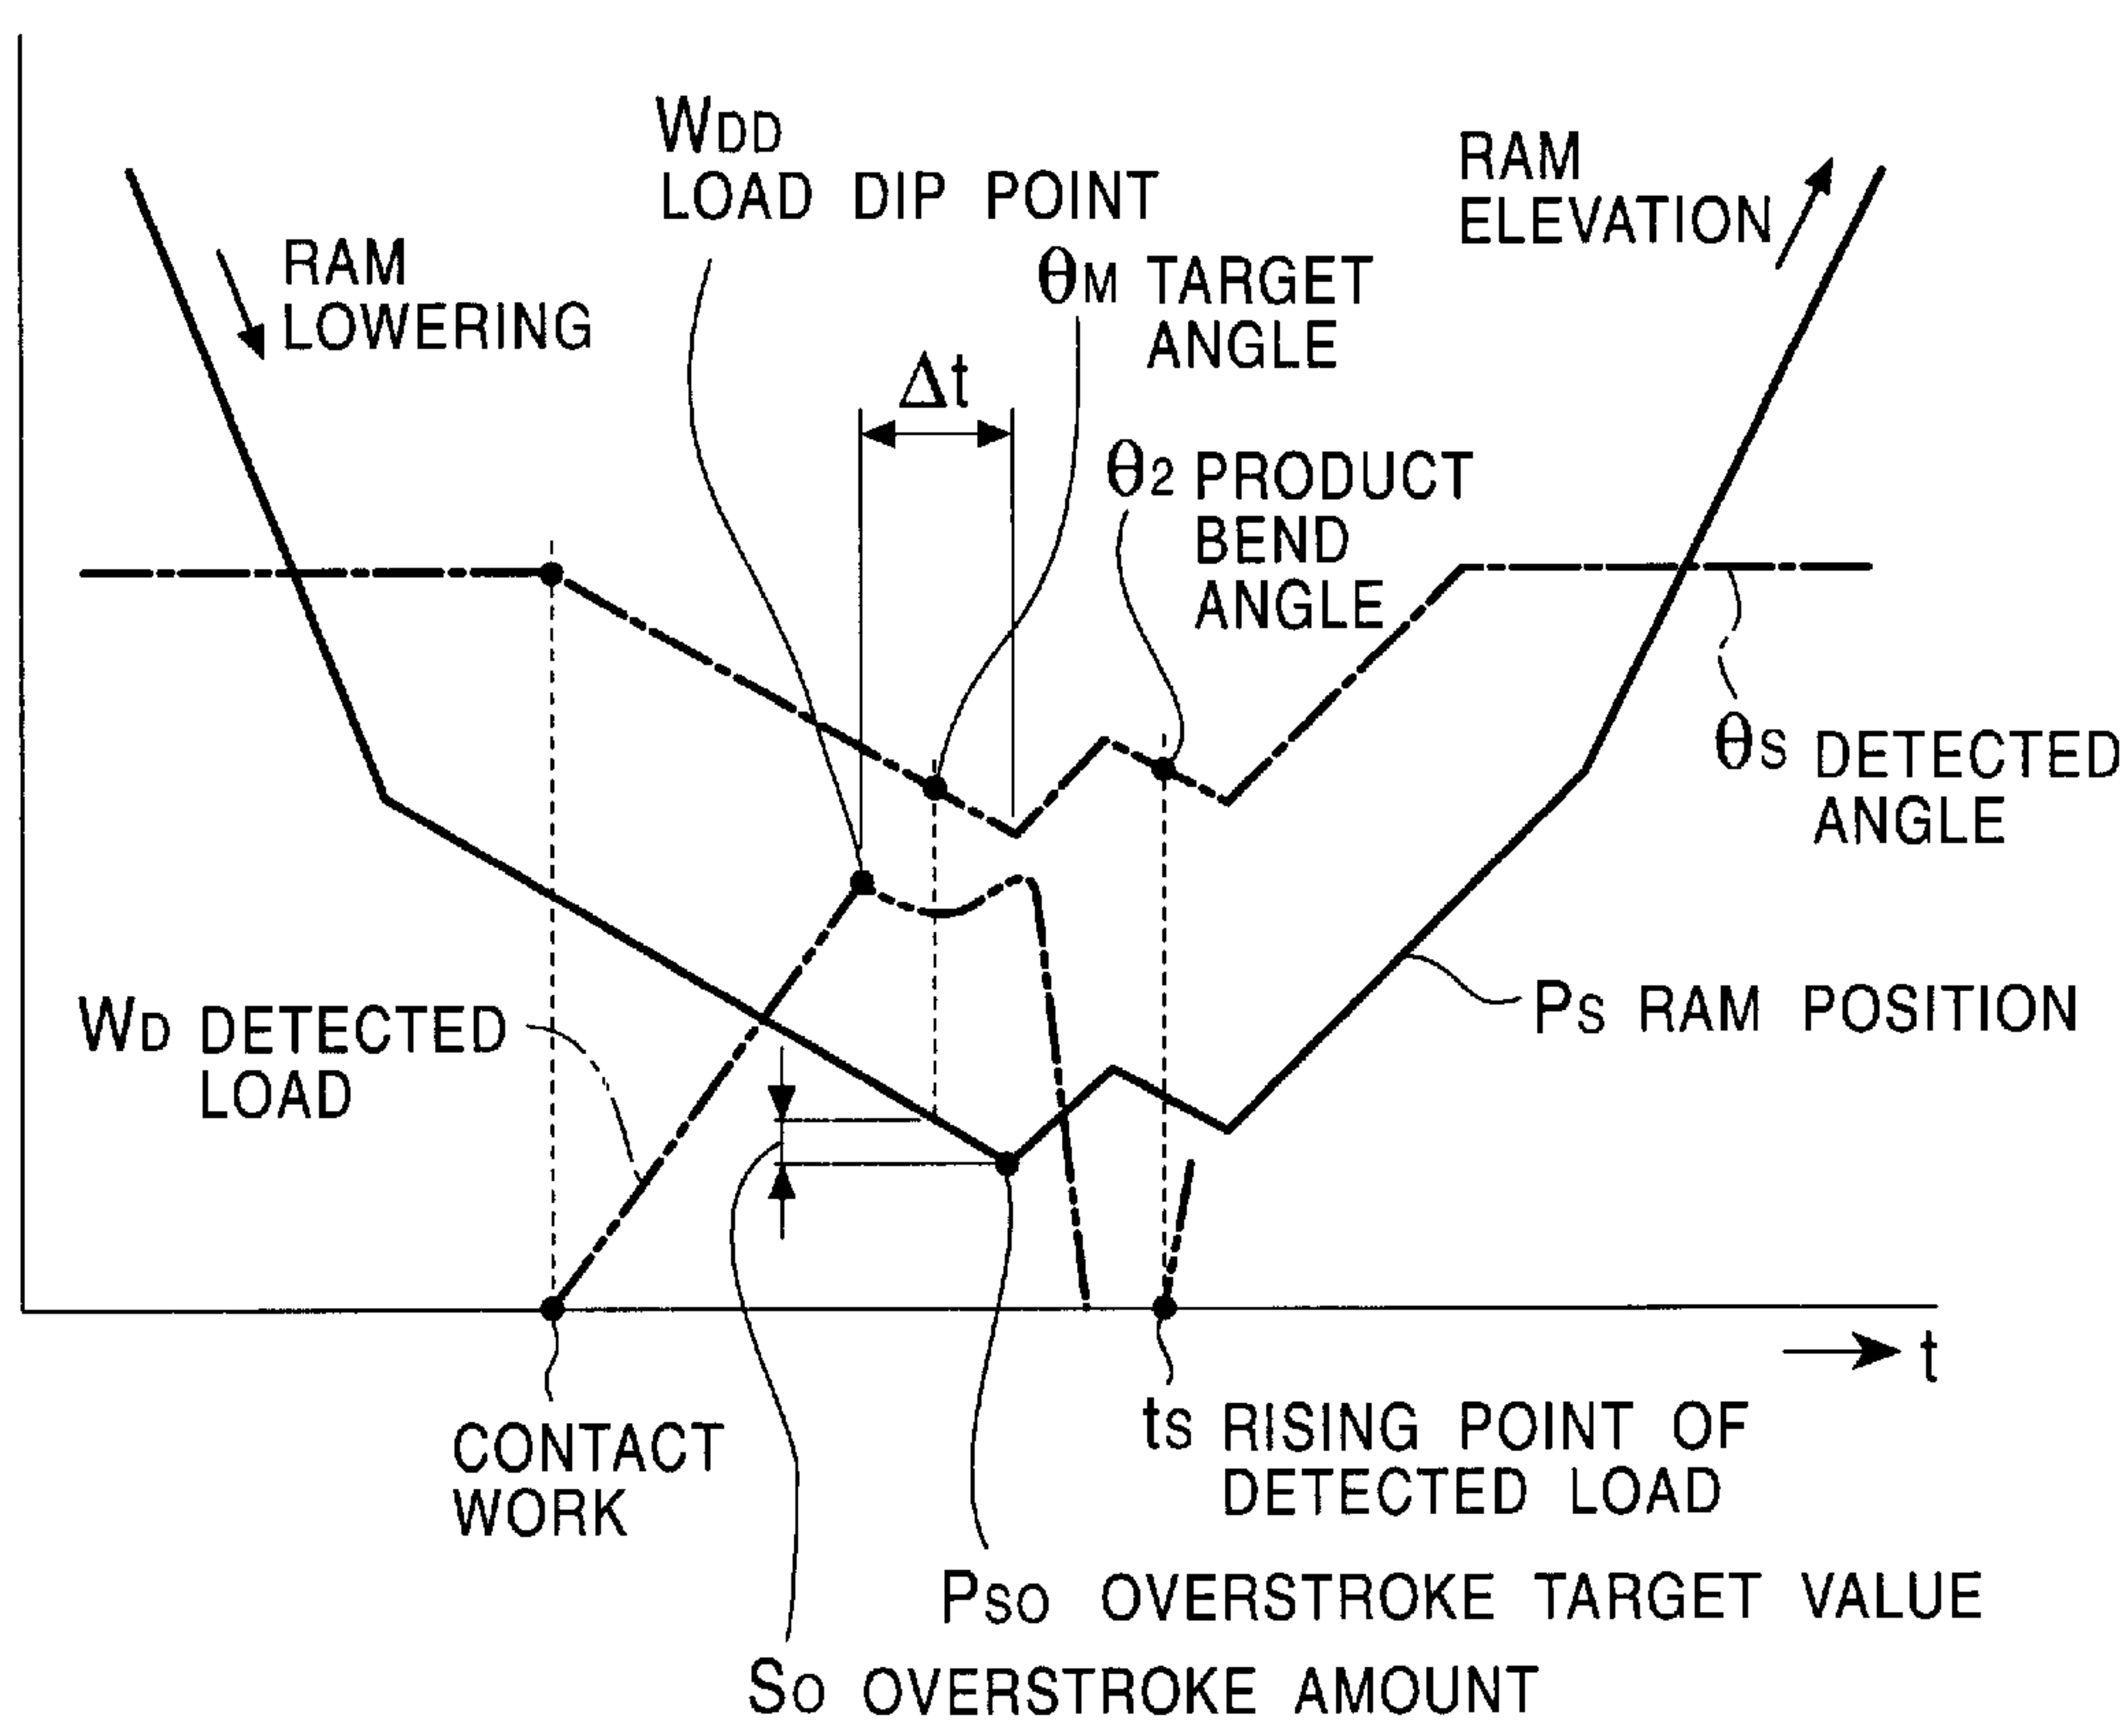 WDD
LOAD DIP POINT
RAM
ELEVATION
RAM
LOWERING
θM TARGET
ANGLE
Δt
θ2 PRODUCT
BEND
ANGLE
θS DETECTED
ANGLE
WD DETECTED
LOAD
PS RAM POSITION
t
CONTACT
WORK
tS RISING POINT OF
DETECTED LOAD
PSO OVERSTROKE TARGET VALUE
SO OVERSTROKE AMOUNT